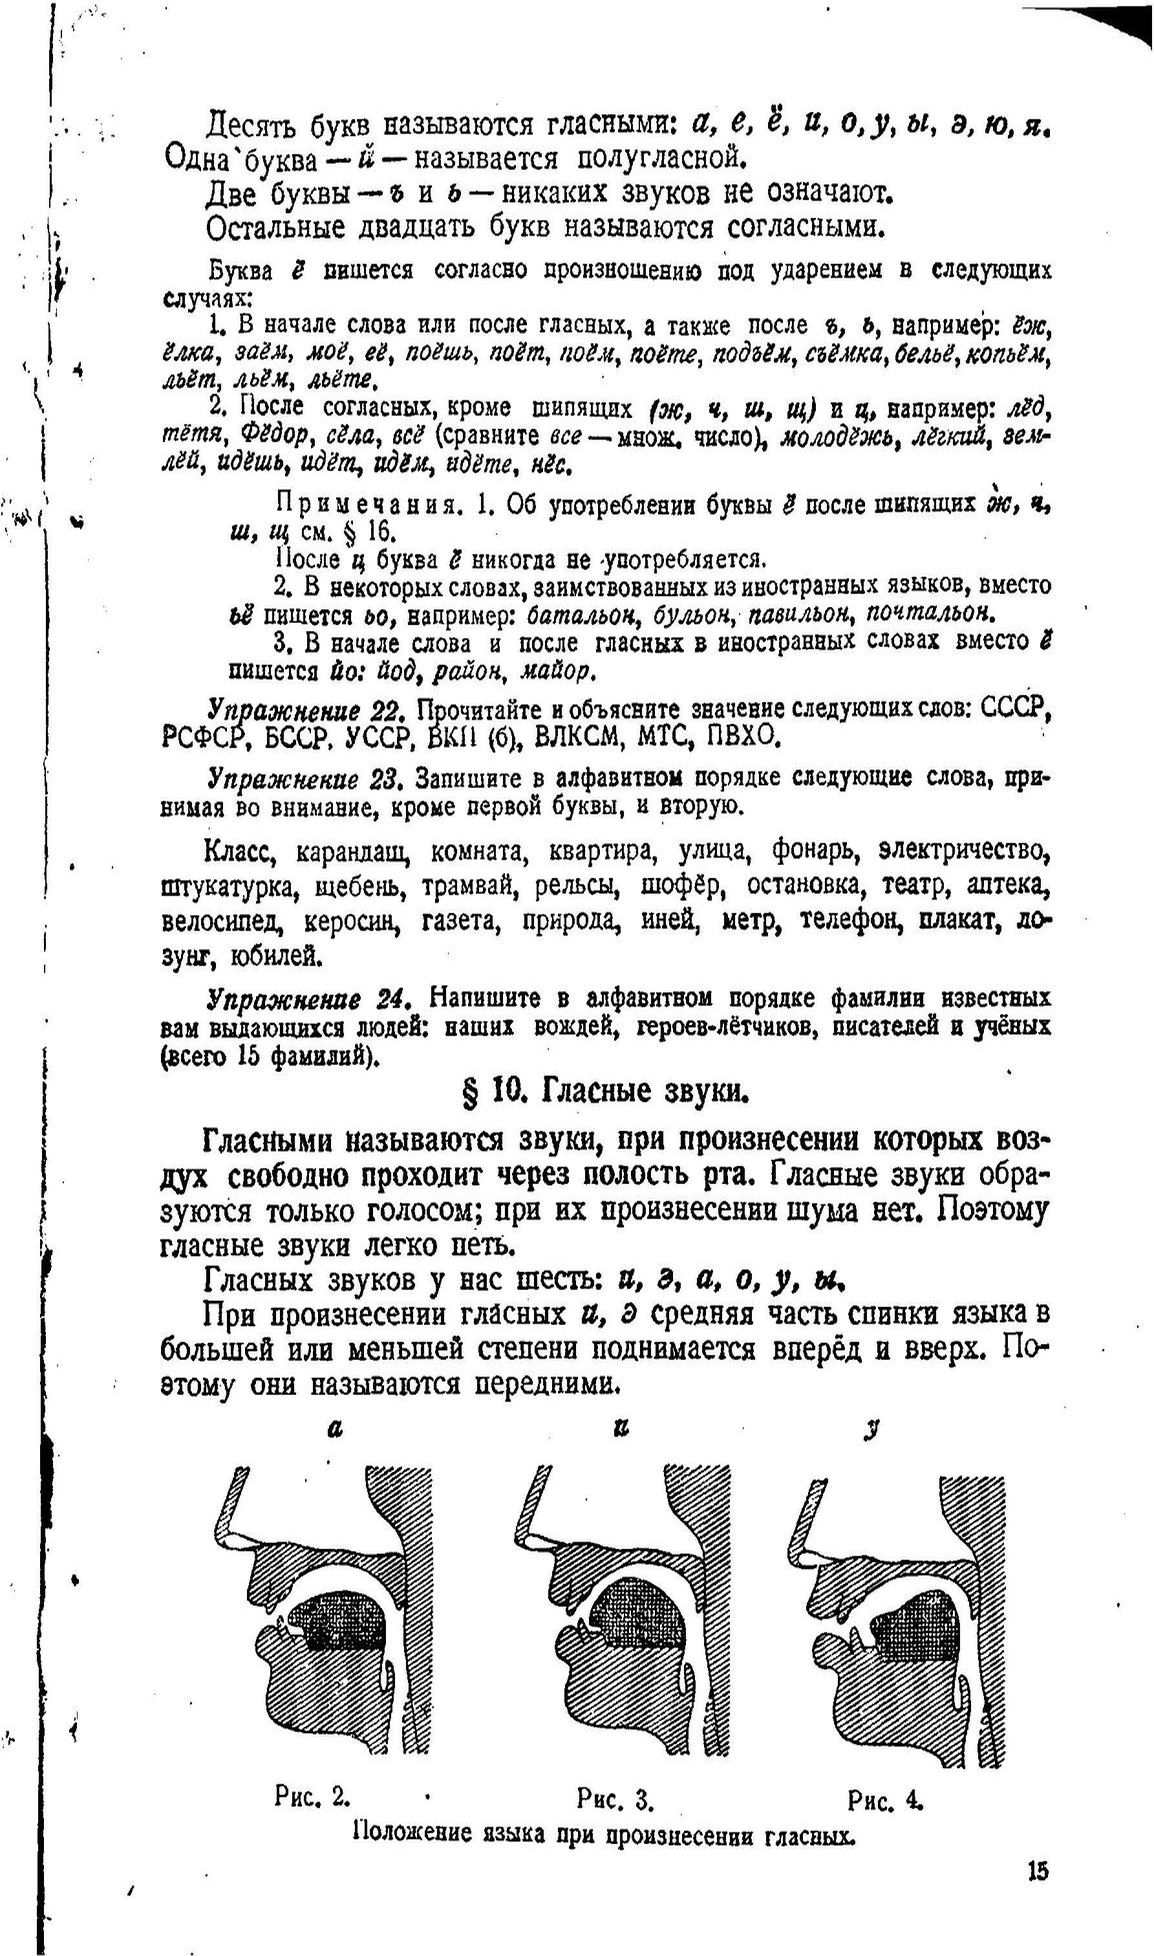 Десять букв называются гласными: а, е, ё, и, о, у, ы, э, ю, я.
Одна буква — й — называется полугласной.
Две буквы — ъ и ь — никаких звуков не означают.
Остальные двадцать букв называются согласными.
Буква ё пишется согласно произношению под ударением в следующих
случаях:
1. В начале слова или после гласных, а также после ъ, ь, например: ёж,
ёлка, заём, моё, её, поёшь, поёт, поём, поёте, подъём, съёмка, бельё, копьём,
льёт, льём, льёте.
2. После согласных, кроме шипящих (ж, ч, ш, щ) и ц, например: лёд,
тётя, Фёдор, сёла, всё (сравните все — множ. число), молодёжь, лёгкий, зем-
лёй, идёшь, идёт, идём, идёте, нёс.
Примечания. 1. Об употреблении буквы ё после шипящих ж, ч,
ш, щ см. § 16.
После ц буква ё никогда не употребляется.
2. В некоторых словах, заимствованных из иностранных языков, вместо
ьё пишется ьо, например: батальон, бульон, павильон, почтальон.
3. В начале слова и после гласных в иностранных словах вместо ё
пишется йо: йод, район, майор.
Упражнение 22. Прочитайте и объясните значение следующих слов: СССР,
РСФСР, БССР, УССР, ВКП (б), ВЛКСМ, МТС, ПВХО.
Упражнение 23. Запишите в алфавитном порядке следующие слова, при-
нимая во внимание, кроме первой буквы, и вторую.
Класс, карандащ, комната, квартира, улица, фонарь, электричество,
штукатурка, щебень, трамвай, рельсы, шофёр, остановка, театр, аптека,
велосипед, керосин, газета, природа, иней, метр, телефон, плакат, ло-
зунг, юбилей.
Упражнение 24. Напишите в алфавитном порядке фамилии известных
вам выдающихся людей: наших вождей, героев-лётчиков, писателей и учёных
(всего 15 фамилий).
§ 10. Гласные звуки.
Гласными называются звуки, при произнесении которых воз-
дух свободно проходит через полость рта. Гласные звуки обра-
зуются только голосом; при их произнесении шума нет. Поэтому
гласные звуки легко петь.
Гласных звуков у нас шесть: и, э, а, о, у, ы.
При произнесении гласных и, э средняя часть спинки языка в
большей или меньшей степени поднимается вперёд и вверх. По-
этому они называются передними.
а и у
Рис. 2. Рис. 3. Рис. 4.
Положение языка при произнесении гласных.
15